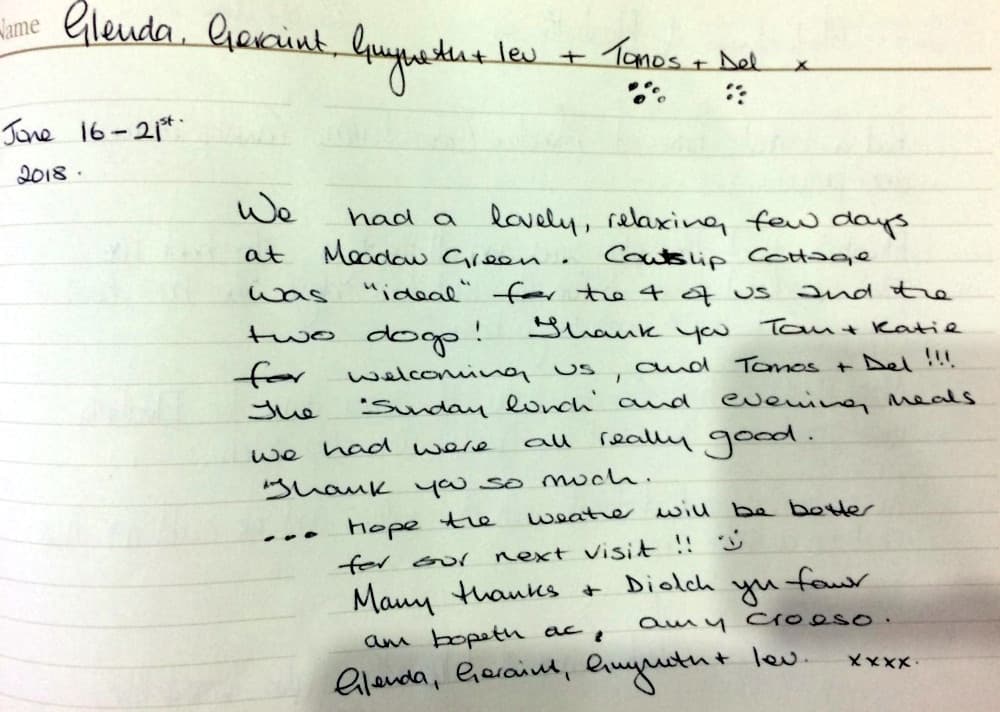 Name Glenda, Geraint, Gwyneth + Ieu + Tomos + Del x
June 16-21st.
2018.
We had a lovely, relaxing few days
at Meadow Green. Cowslip Cottage
was "ideal" for the 4 of us and the
two dogs! Thank you Tom + Katie
for welcoming us, and Tomos + Del!!!
The 'Sunday lunch' and evening meals
we had were all really good.
Thank you so much.
... Hope the weather will be better
for our next visit!! :)
Many thanks + Diolch yn fawr
am bopeth ac, am y croeso.
Glenda, Geraint, Gwyneth + Ieu. xxxx.